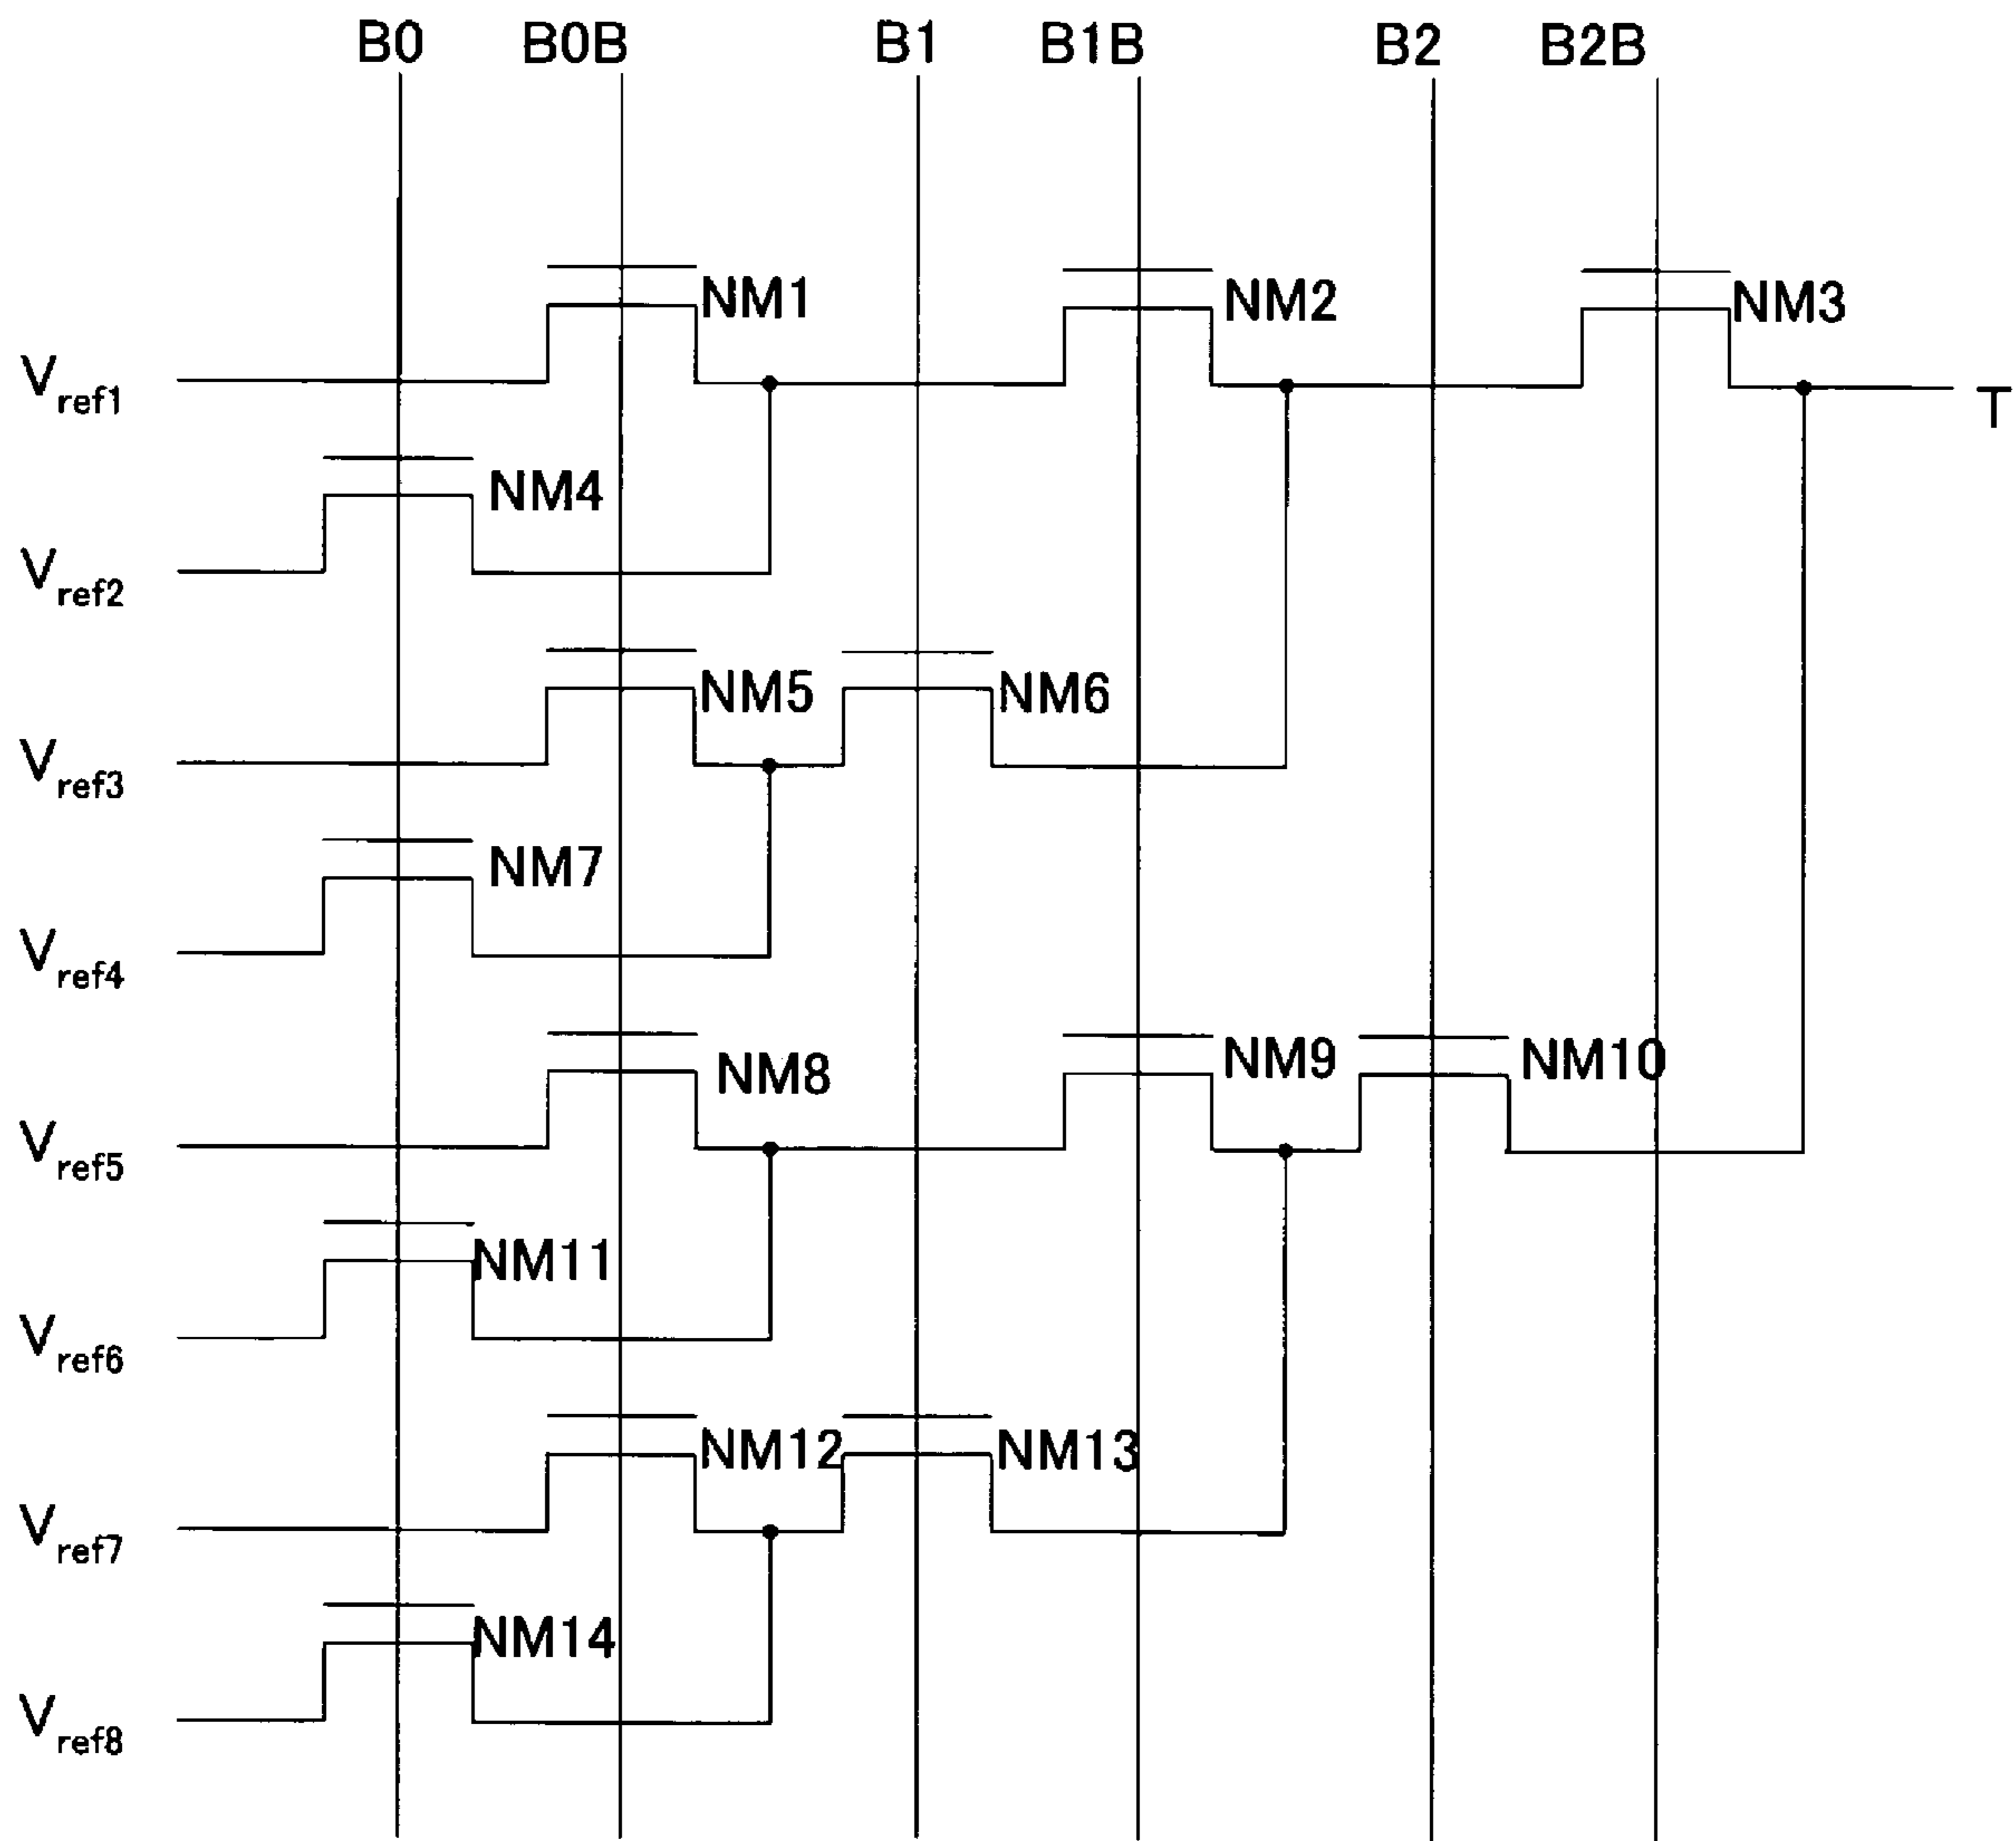 B0 B0B B1 B1B B2 B2B
NM1 NM2 NM3
Vref1 T
NM4
Vref2
NM5 NM6
Vref3
NM7
Vref4
NM8 NM9 NM10
Vref5
NM11
Vref6
NM12 NM13
Vref7
NM14
Vref8